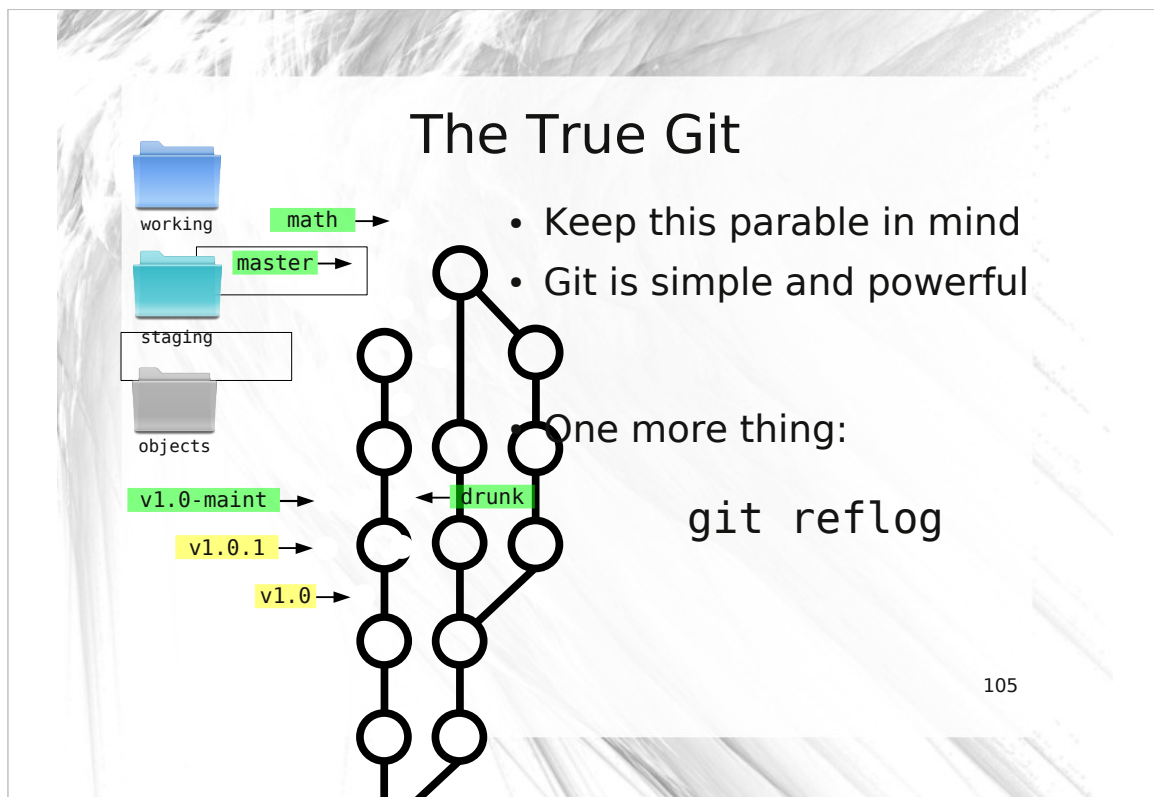 The True Git
working
math
master
staging
objects
v1.0-maint
drunk
v1.0.1
v1.0
• Keep this parable in mind
• Git is simple and powerful
• One more thing:
git reflog
105